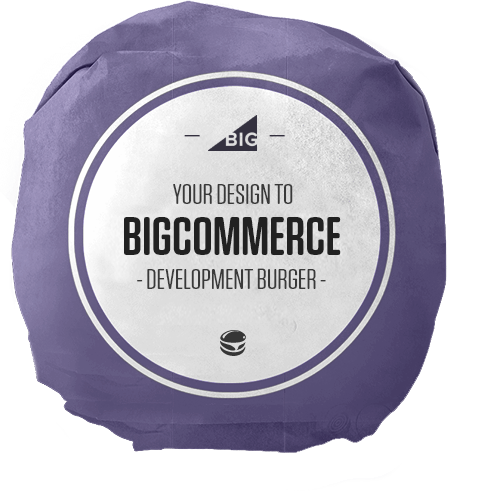 BIG
YOUR DESIGN TO
BIGCOMMERCE
- DEVELOPMENT BURGER -